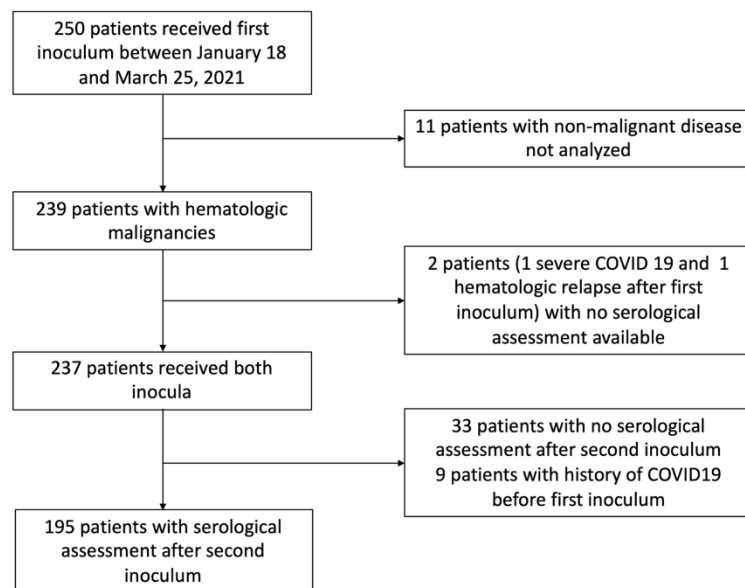 250 patients received first
inoculum between January 18
and March 25, 2021
11 patients with non-malignant disease
not analyzed
239 patients with hematologic
malignancies
2 patients (1 severe COVID 19 and 1
hematologic relapse after first
inoculum) with no serological
assessment available
237 patients received both
inocula
33 patients with no serological
assessment after second inoculum
9 patients with history of COVID19
before first inoculum
195 patients with serological
assessment after second
inoculum